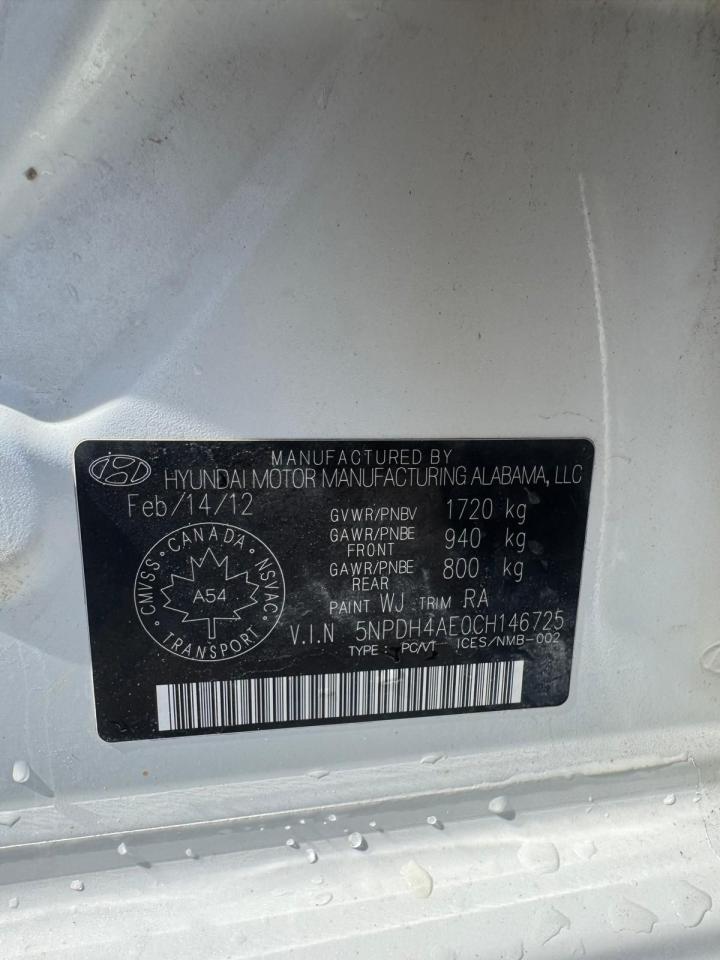 MANUFACTURED BY
HYUNDAI MOTOR MANUFACTURING ALABAMA, LLC
Feb/14/12
GVWR/PNBV 1720 kg
GAWR/PNBE FRONT 940 kg
GAWR/PNBE REAR 800 kg
PAINT WJ TRIM RA
CANADA
CMVSS · NSVAC
A54
TRANSPORT
V.I.N 5NPDH4AE0CH146725
TYPE : PC/VT ICES/NMB-002